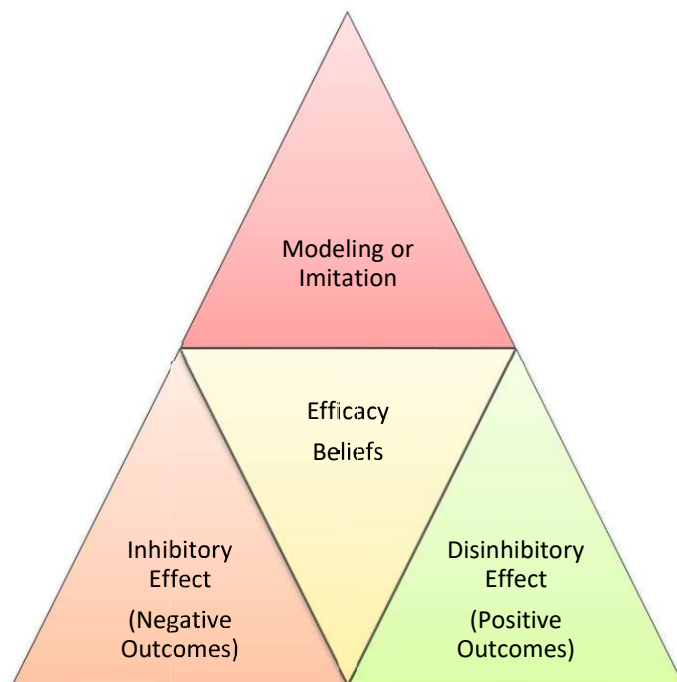 Modeling or
Imitation
Efficacy
Beliefs
Inhibitory
Effect
(Negative
Outcomes)
Disinhibitory
Effect
(Positive
Outcomes)